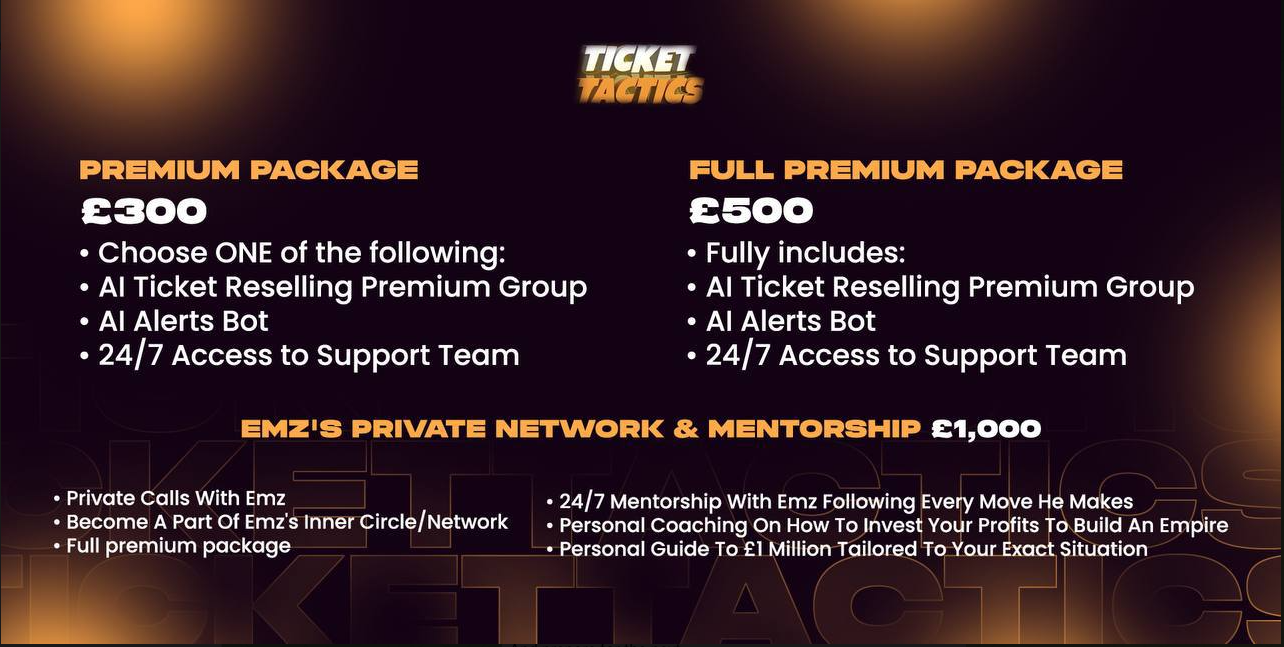 TICKET
TACTICS
PREMIUM PACKAGE
£300
• Choose ONE of the following:
• AI Ticket Reselling Premium Group
• AI Alerts Bot
• 24/7 Access to Support Team
FULL PREMIUM PACKAGE
£500
• Fully includes:
• AI Ticket Reselling Premium Group
• AI Alerts Bot
• 24/7 Access to Support Team
EMZ'S PRIVATE NETWORK & MENTORSHIP £1,000
• Private Calls With Emz
• Become A Part Of Emz's Inner Circle/Network
• Full premium package
• 24/7 Mentorship With Emz Following Every Move He Makes
• Personal Coaching On How To Invest Your Profits To Build An Empire
• Personal Guide To £1 Million Tailored To Your Exact Situation